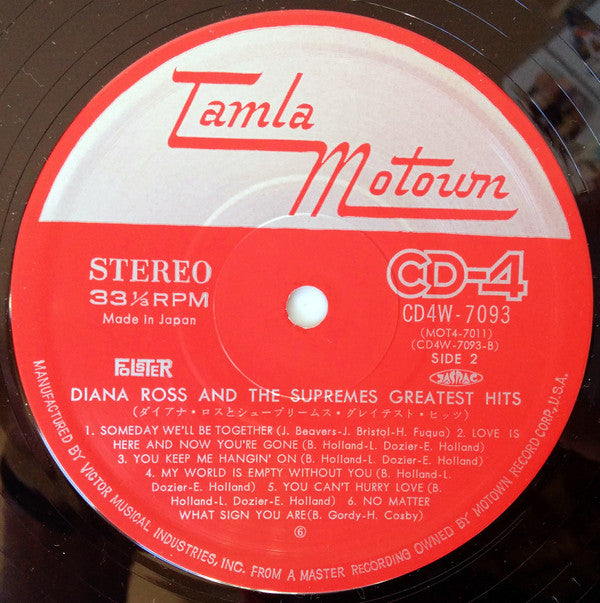 Tamla
Motown
STEREO
33⅓RPM
Made in Japan
CD-4
CD4W-7093
(MOT4-7011)
(CD4W-7093-B)
SIDE 2
FOLSTER
JASRAC
DIANA ROSS AND THE SUPREMES GREATEST HITS
(ダイアナ・ロスとシュープリームス・グレイテスト・ヒッツ)
1. SOMEDAY WE'LL BE TOGETHER (J. Beavers-J. Bristol-H. Fuqua) 2. LOVE IS
HERE AND NOW YOU'RE GONE (B. Holland-L. Dozier-E. Holland)
3. YOU KEEP ME HANGIN' ON (B. Holland-L. Dozier-E. Holland)
4. MY WORLD IS EMPTY WITHOUT YOU (B. Holland-L.
Dozier-E. Holland) 5. YOU CAN'T HURRY LOVE (B.
Holland-L. Dozier-E. Holland) 6. NO MATTER
WHAT SIGN YOU ARE (B. Gordy-H. Cosby)
⑥
MANUFACTURED BY VICTOR MUSICAL INDUSTRIES, INC. FROM A MASTER RECORDING OWNED BY MOTOWN RECORD CORP., U.S.A.